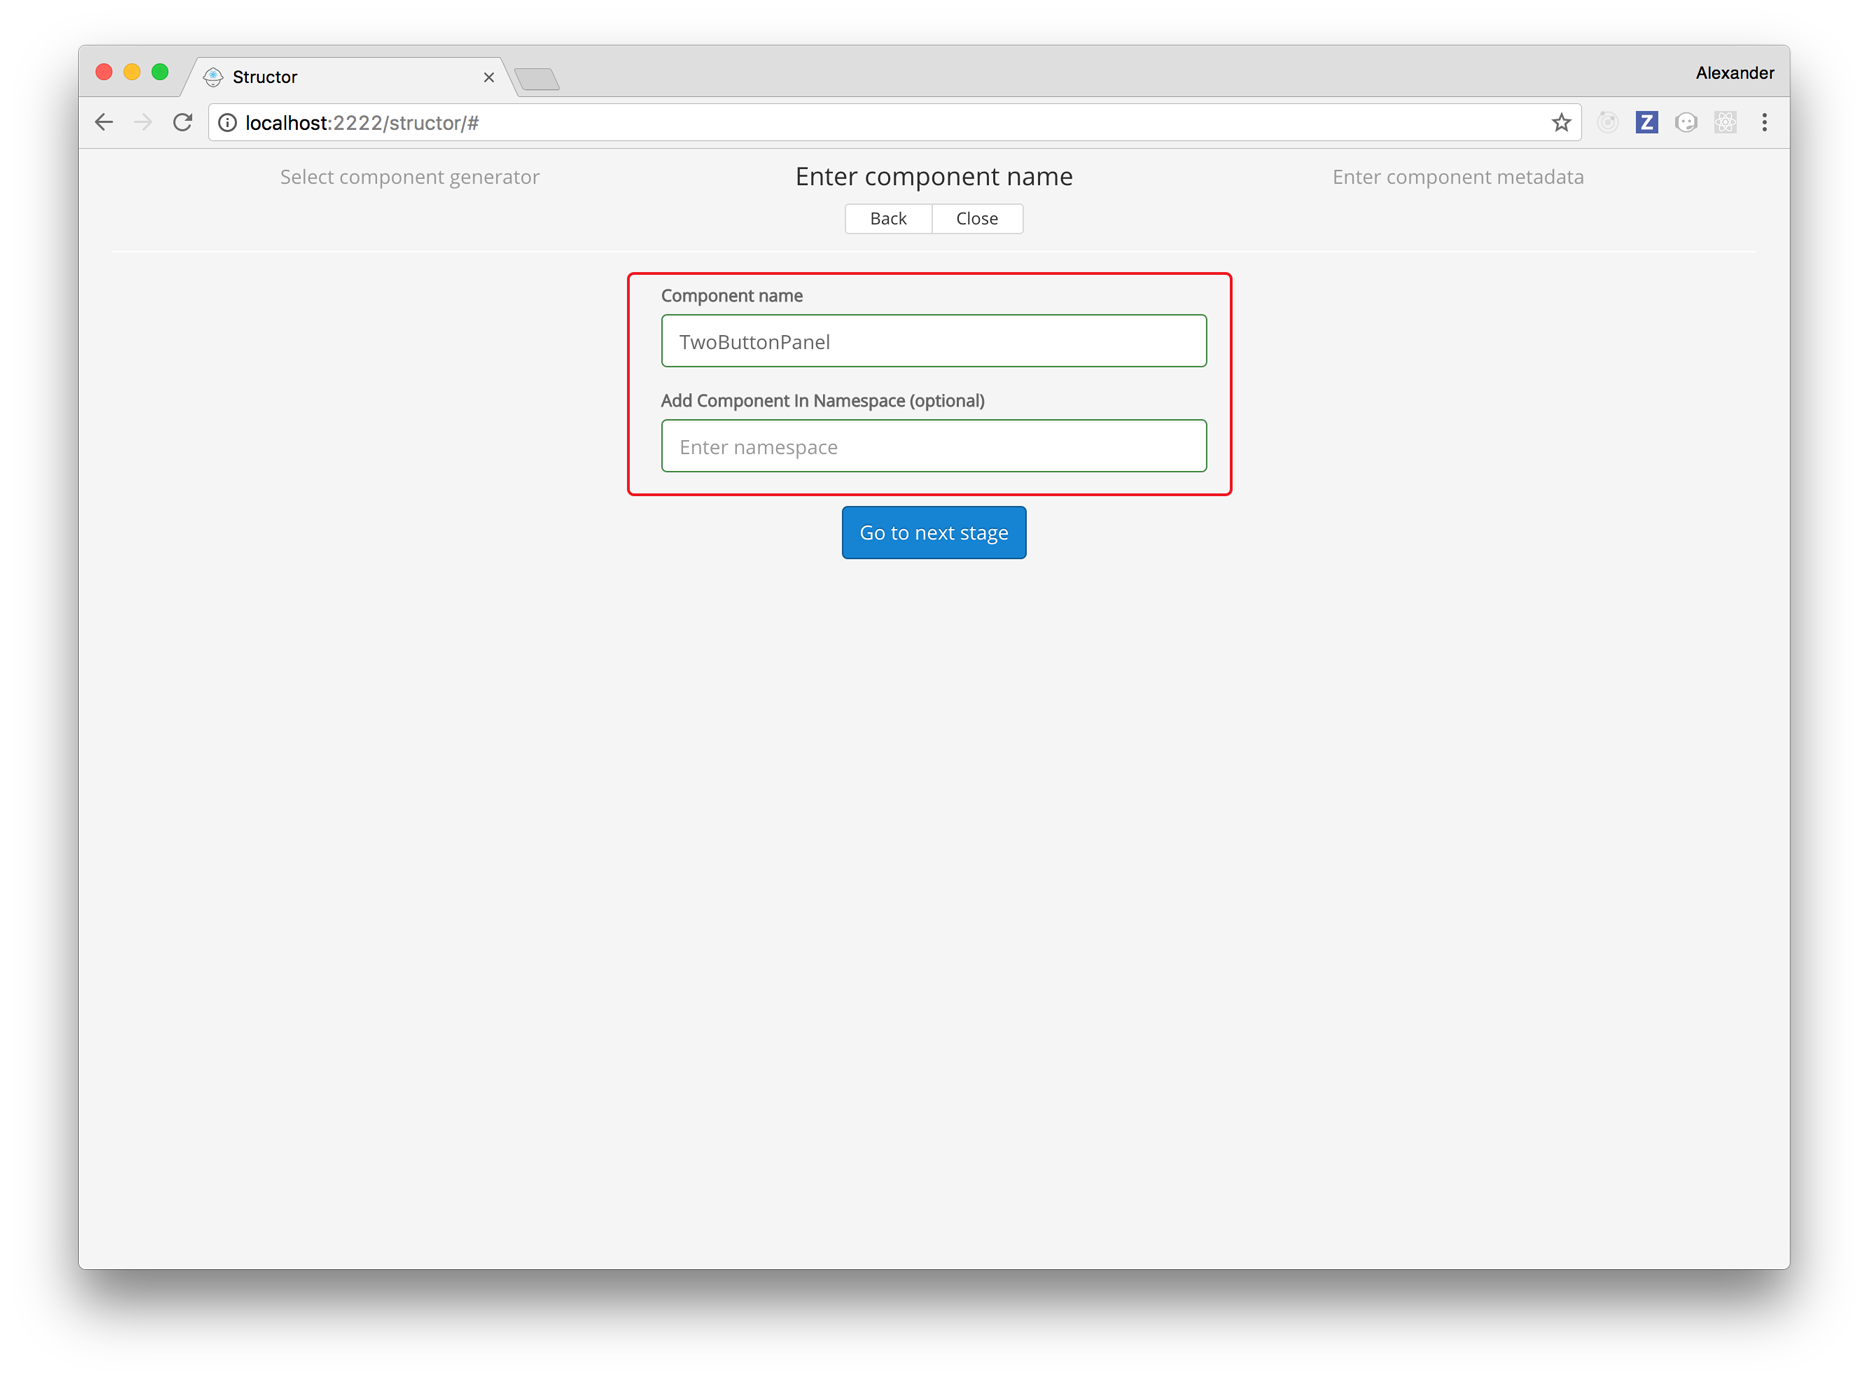 Structor
Alexander
localhost:2222/structor/#
Z
Select component generator
Enter component name
Enter component metadata
Back
Close
Component name
TwoButtonPanel
Add Component In Namespace (optional)
Enter namespace
Go to next stage